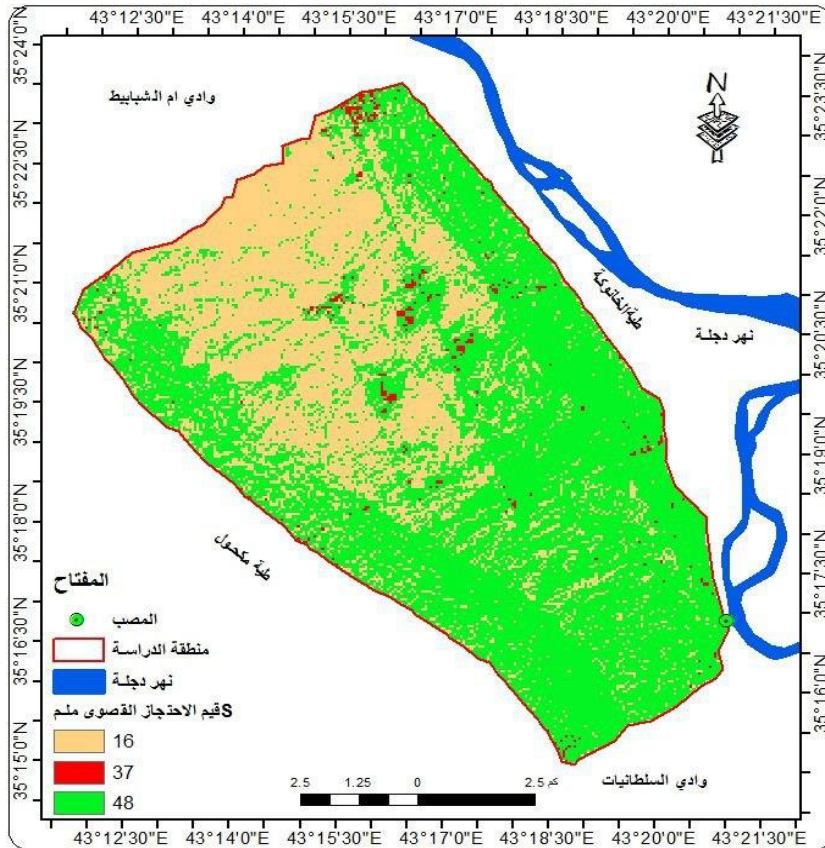 43°12'30"E 43°14'0"E 43°15'30"E 43°17'0"E 43°18'30"E 43°20'0"E 43°21'30"E
35°24'0"N
35°22'30"N
35°21'0"N
35°19'30"N
35°18'0"N
35°16'30"N
35°15'0"N
35°23'30"N
35°22'0"N
35°20'30"N
35°19'0"N
35°17'30"N
35°16'0"N
N
وادي ام الشبابيط
طية الخانوكة
نهر دجلة
طية مكحول
وادي السلطانيات
المفتاح
المصب
منطقة الدراسة
نهر دجلة
قيم الاحتجاز القصوى ملم S
16
37
48
2.5 1.25 0 2.5 كم
43°12'30"E 43°14'0"E 43°15'30"E 43°17'0"E 43°18'30"E 43°20'0"E 43°21'30"E